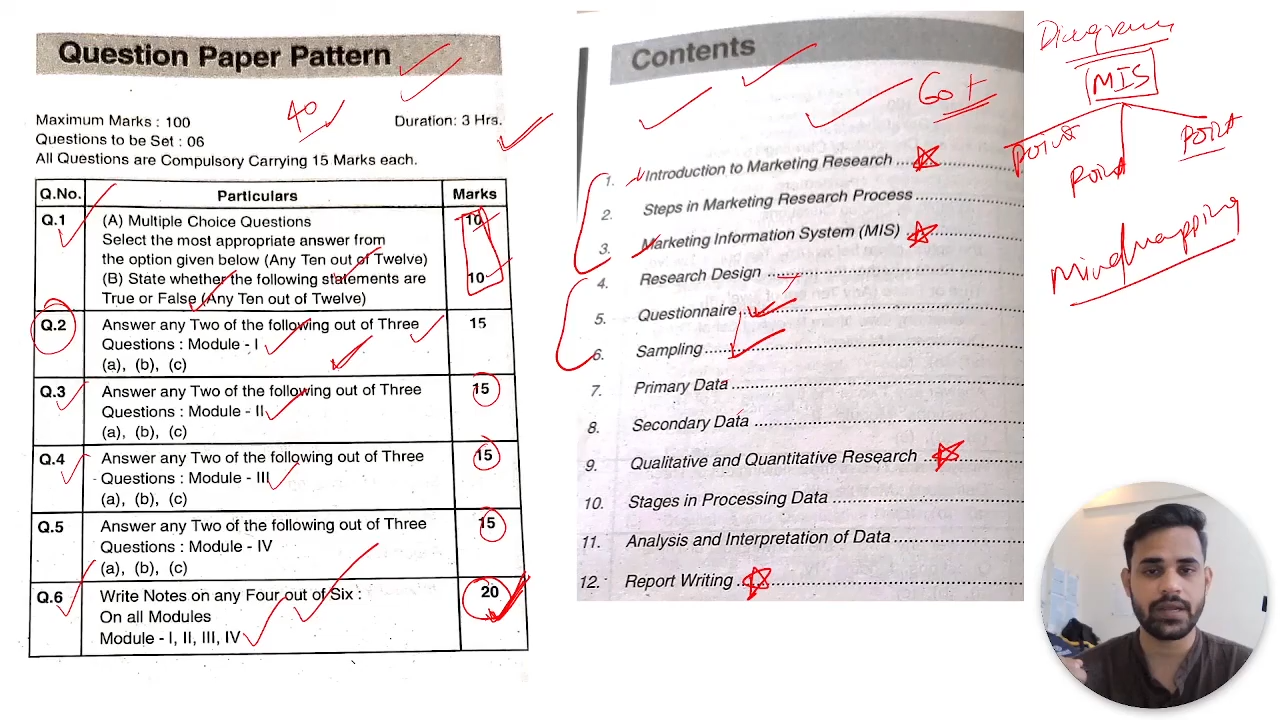 Question Paper Pattern
40
Maximum Marks : 100
Duration: 3 Hrs.
Questions to be Set : 06
All Questions are Compulsory Carrying 15 Marks each.
Q.No. Particulars Marks
Q.1 (A) Multiple Choice Questions 10
Select the most appropriate answer from
the option given below (Any Ten out of Twelve)
(B) State whether the following statements are 10
True or False (Any Ten out of Twelve)
Q.2 Answer any Two of the following out of Three 15
Questions : Module - I
(a), (b), (c)
Q.3 Answer any Two of the following out of Three 15
Questions : Module - II
(a), (b), (c)
Q.4 Answer any Two of the following out of Three 15
Questions : Module - III
(a), (b), (c)
Q.5 Answer any Two of the following out of Three 15
Questions : Module - IV
(a), (b), (c)
Q.6 Write Notes on any Four out of Six : 20
On all Modules
Module - I, II, III, IV
Contents
60+
1. Introduction to Marketing Research
2. Steps in Marketing Research Process
3. Marketing Information System (MIS)
4. Research Design
5. Questionnaire
6. Sampling
7. Primary Data
8. Secondary Data
9. Qualitative and Quantitative Research
10. Stages in Processing Data
11. Analysis and Interpretation of Data
12. Report Writing
Diagram
MIS
Point
Point
Point
Mindmapping